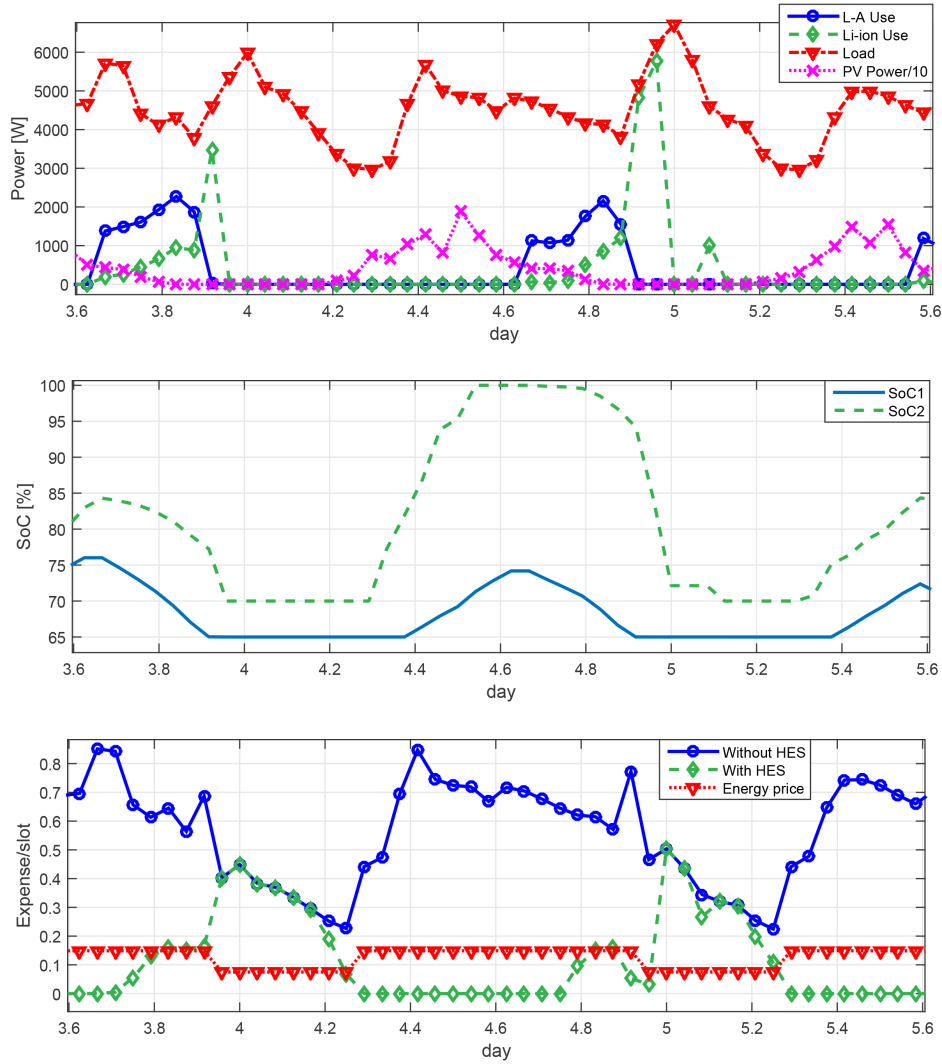 L-A Use
Li-ion Use
Load
PV Power/10
Power [W]
6000
5000
4000
3000
2000
1000
0
3.6 3.8 4 4.2 4.4 4.6 4.8 5 5.2 5.4 5.6
day
SoC1
SoC2
SoC [%]
100
95
90
85
80
75
70
65
3.6 3.8 4 4.2 4.4 4.6 4.8 5 5.2 5.4 5.6
day
Without HES
With HES
Energy price
Expense/slot
0.8
0.7
0.6
0.5
0.4
0.3
0.2
0.1
0
3.6 3.8 4 4.2 4.4 4.6 4.8 5 5.2 5.4 5.6
day